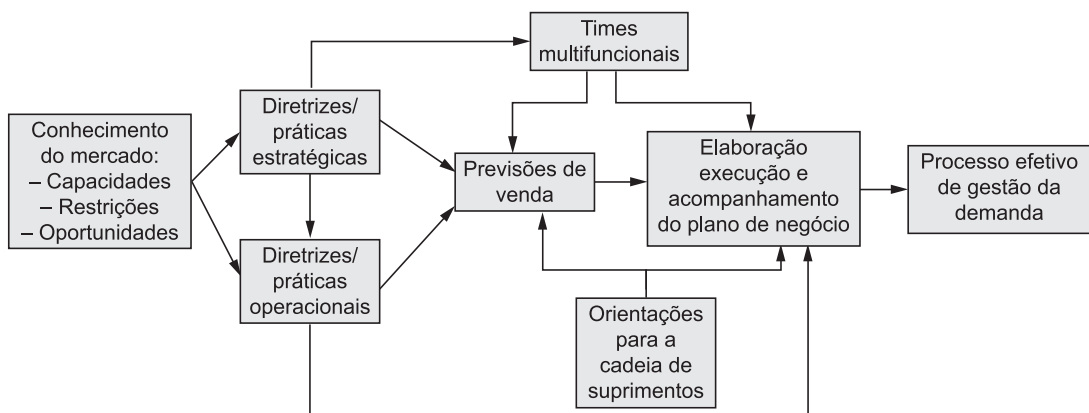 Times
multifuncionais
Diretrizes/
práticas
estratégicas
Conhecimento
do mercado:
– Capacidades
– Restrições
– Oportunidades
Previsões de
venda
Elaboração
execução e
acompanhamento
do plano de negócio
Processo efetivo
de gestão da
demanda
Diretrizes/
práticas
operacionais
Orientações
para a
cadeia de
suprimentos